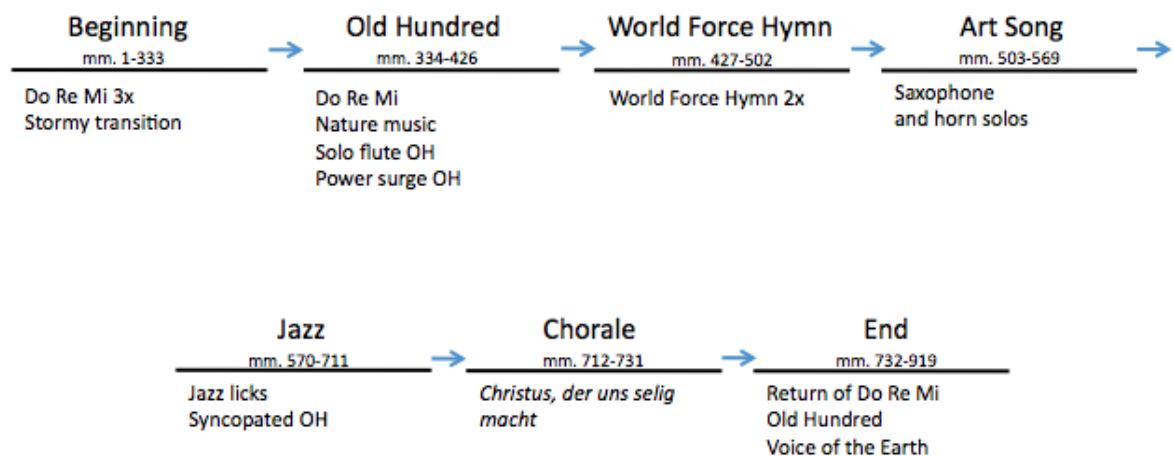 Beginning
mm. 1-333
Do Re Mi 3x
Stormy transition
Old Hundred
mm. 334-426
Do Re Mi
Nature music
Solo flute OH
Power surge OH
World Force Hymn
mm. 427-502
World Force Hymn 2x
Art Song
mm. 503-569
Saxophone
and horn solos
Jazz
mm. 570-711
Jazz licks
Syncopated OH
Chorale
mm. 712-731
Christus, der uns selig
macht
End
mm. 732-919
Return of Do Re Mi
Old Hundred
Voice of the Earth